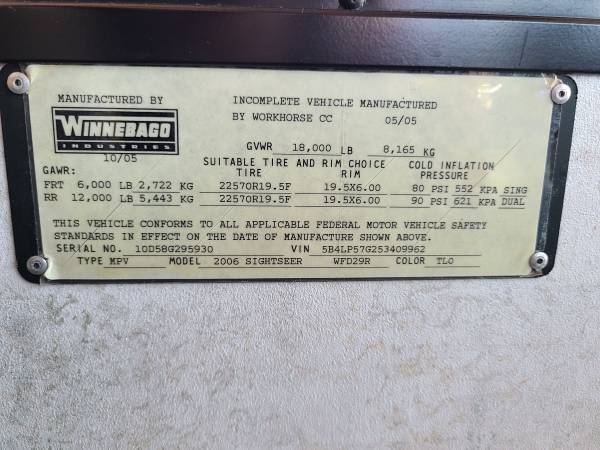 MANUFACTURED BY
WINNEBAGO
INDUSTRIES
10/05
INCOMPLETE VEHICLE MANUFACTURED
BY WORKHORSE CC 05/05
GVWR 18,000 LB 8,165 KG
SUITABLE TIRE AND RIM CHOICE COLD INFLATION
GAWR: TIRE RIM PRESSURE
FRT 6,000 LB 2,722 KG 22570R19.5F 19.5X6.00 80 PSI 552 KPA SING
RR 12,000 LB 5,443 KG 22570R19.5F 19.5X6.00 90 PSI 621 KPA DUAL
THIS VEHICLE CONFORMS TO ALL APPLICABLE FEDERAL MOTOR VEHICLE SAFETY
STANDARDS IN EFFECT ON THE DATE OF MANUFACTURE SHOWN ABOVE.
SERIAL NO. 10D58G295930 VIN 5B4LP57G253409962
TYPE MPV MODEL 2006 SIGHTSEER WFD29R COLOR TL0